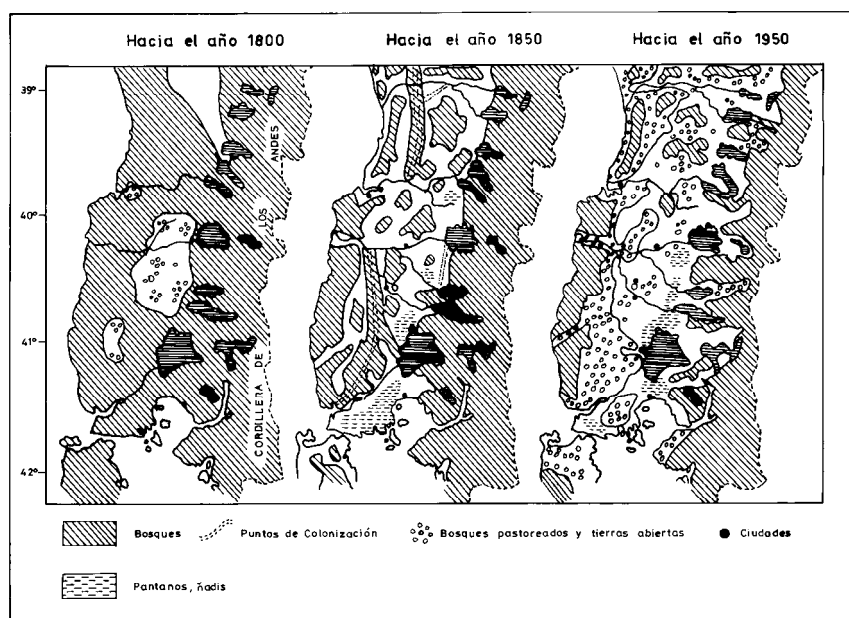 Hacia el año 1800
Hacia el año 1850
Hacia el año 1950
39°
40°
41°
42°
CORDILLERA DE LOS ANDES
Bosques
Puntos de Colonización
Bosques pastoreados y tierras abiertas
Ciudades
Pantanos, ñadis